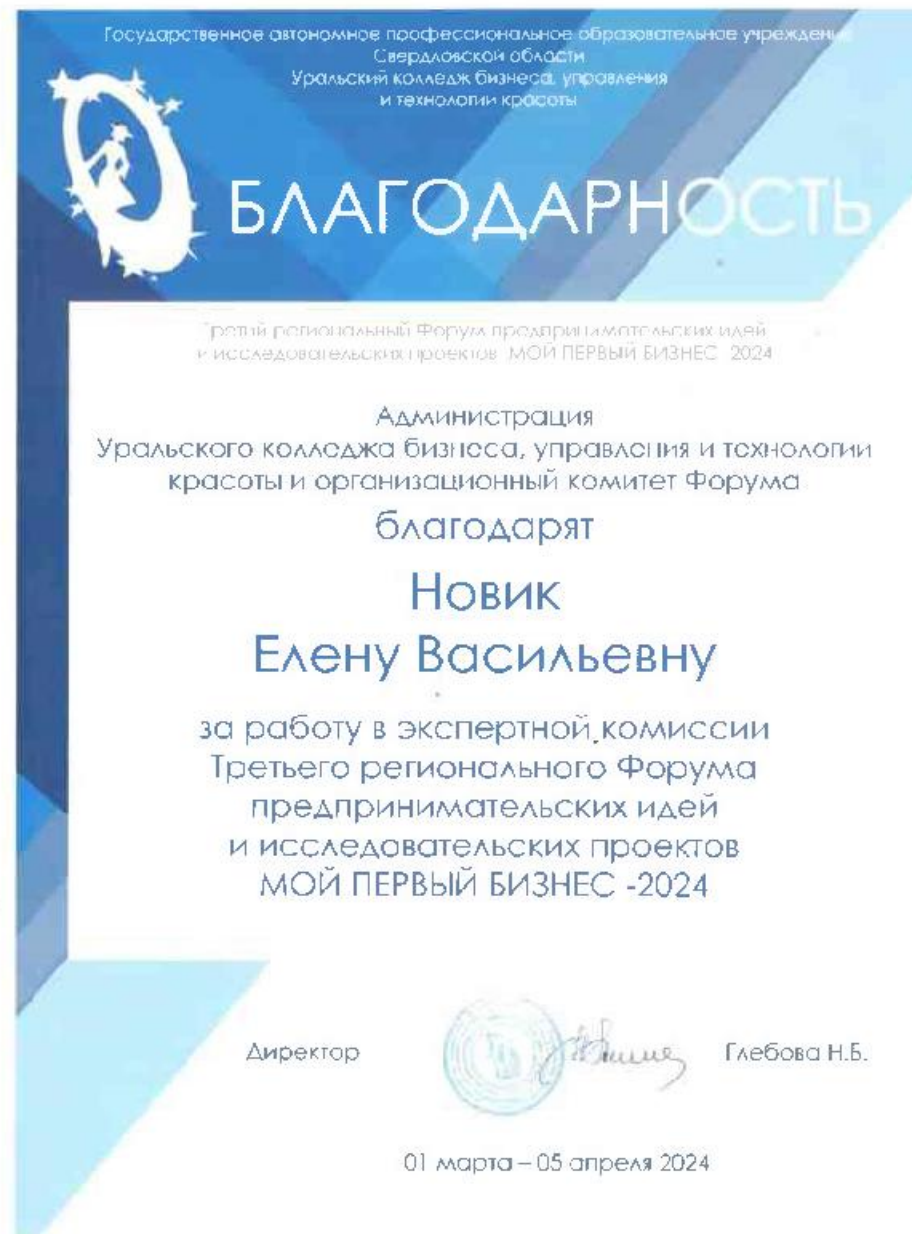 Государственное автономное профессиональное образовательное учреждение
Свердловской области
Уральский колледж бизнеса, управления
и технологии красоты
БЛАГОДАРНОСТЬ
Третий региональный Форум предпринимательских идей
и исследовательских проектов МОЙ ПЕРВЫЙ БИЗНЕС -2024
Администрация
Уральского колледжа бизнеса, управления и технологии
красоты и организационный комитет Форума
благодарят
Новик
Елену Васильевну
за работу в экспертной комиссии
Третьего регионального Форума
предпринимательских идей
и исследовательских проектов
МОЙ ПЕРВЫЙ БИЗНЕС -2024
Директор
Глебова Н.Б.
01 марта – 05 апреля 2024